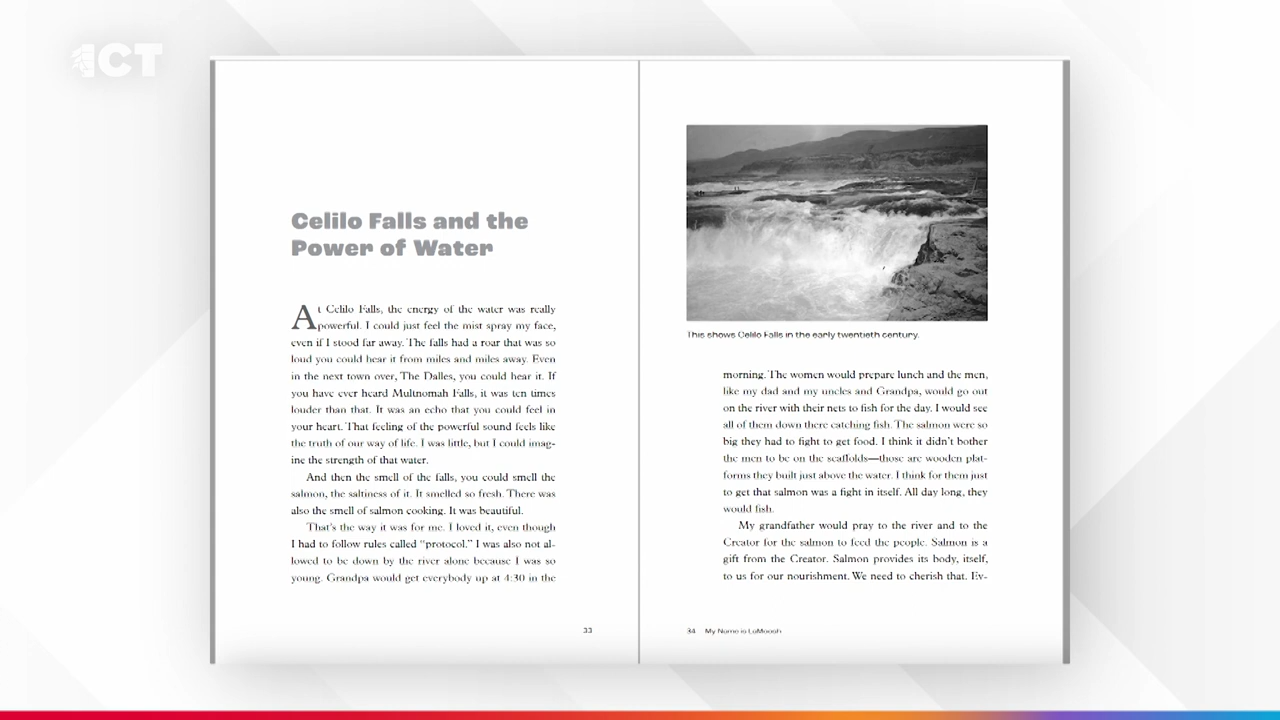 ICT
Celilo Falls and the
Power of Water
At Celilo Falls, the energy of the water was really
powerful. I could just feel the mist spray my face,
even if I stood far away. The falls had a roar that was so
loud you could hear it from miles and miles away. Even
in the next town over, The Dalles, you could hear it. If
you have ever heard Multnomah Falls, it was ten times
louder than that. It was an echo that you could feel in
your heart. That feeling of the powerful sound feels like
the truth of our way of life. I was little, but I could imag-
ine the strength of that water.
And then the smell of the falls, you could smell the
salmon, the saltiness of it. It smelled so fresh. There was
also the smell of salmon cooking. It was beautiful.
That's the way it was for me. I loved it, even though
I had to follow rules called “protocol.” I was also not al-
lowed to be down by the river alone because I was so
young. Grandpa would get everybody up at 4:30 in the
33
This shows Celilo Falls in the early twentieth century.
morning. The women would prepare lunch and the men,
like my dad and my uncles and Grandpa, would go out
on the river with their nets to fish for the day. I would see
all of them down there catching fish. The salmon were so
big they had to fight to get food. I think it didn't bother
the men to be on the scaffolds—those are wooden plat-
forms they built just above the water. I think for them just
to get that salmon was a fight in itself. All day long, they
would fish.
My grandfather would pray to the river and to the
Creator for the salmon to feed the people. Salmon is a
gift from the Creator. Salmon provides its body, itself,
to us for our nourishment. We need to cherish that. Ev-
34 My Name is LaMoosh